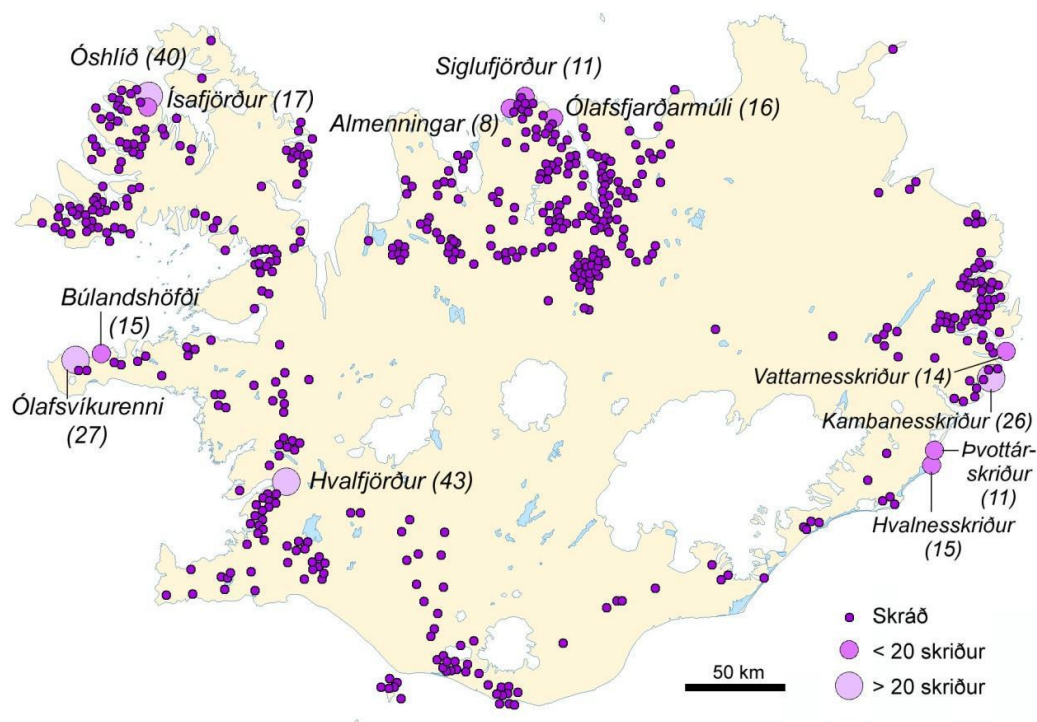 Óshlíð (40)
Ísafjörður (17)
Siglufjörður (11)
Ólafsfjarðarmúli (16)
Almenningar (8)
Búlandshöfði
(15)
Ólafsvíkurenni
(27)
Hvalfjörður (43)
Vattarnesskriður (14)
Kambanesskriður (26)
Þvottár-
skriður
(11)
Hvalnesskriður
(15)
Skráð
< 20 skriður
> 20 skriður
50 km